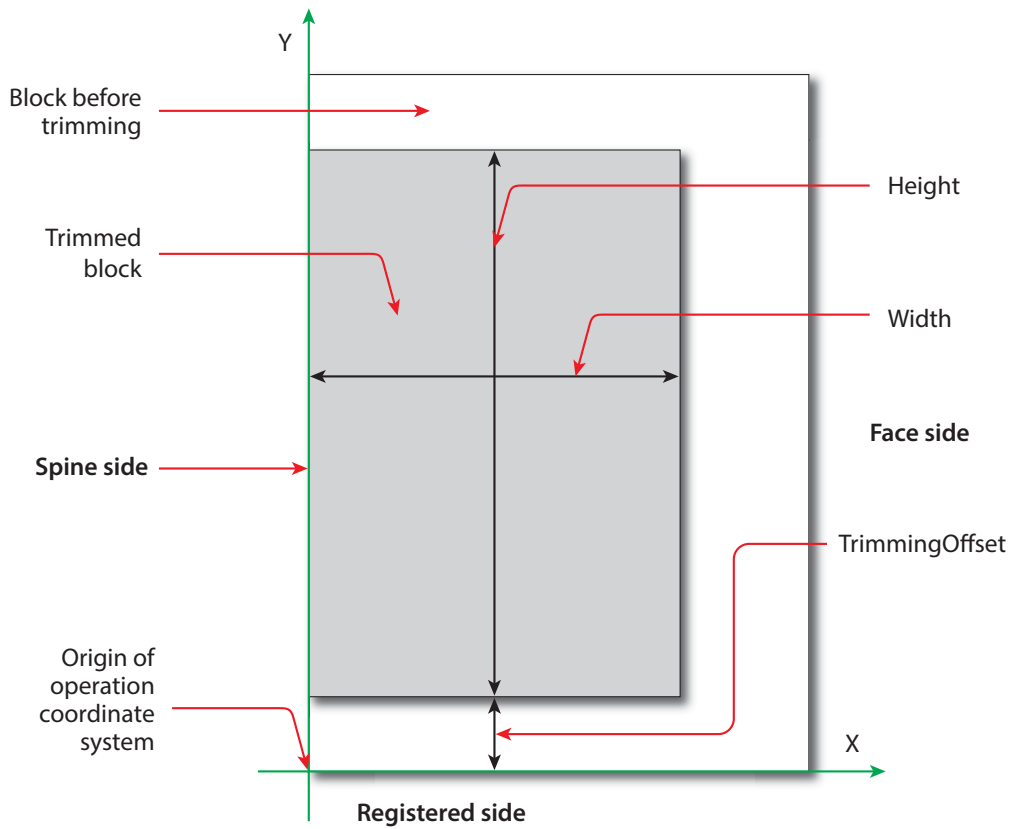 Y
Block before
trimming
Height
Trimmed
block
Width
Face side
Spine side
TrimmingOffset
Origin of
operation
coordinate
system
X
Registered side